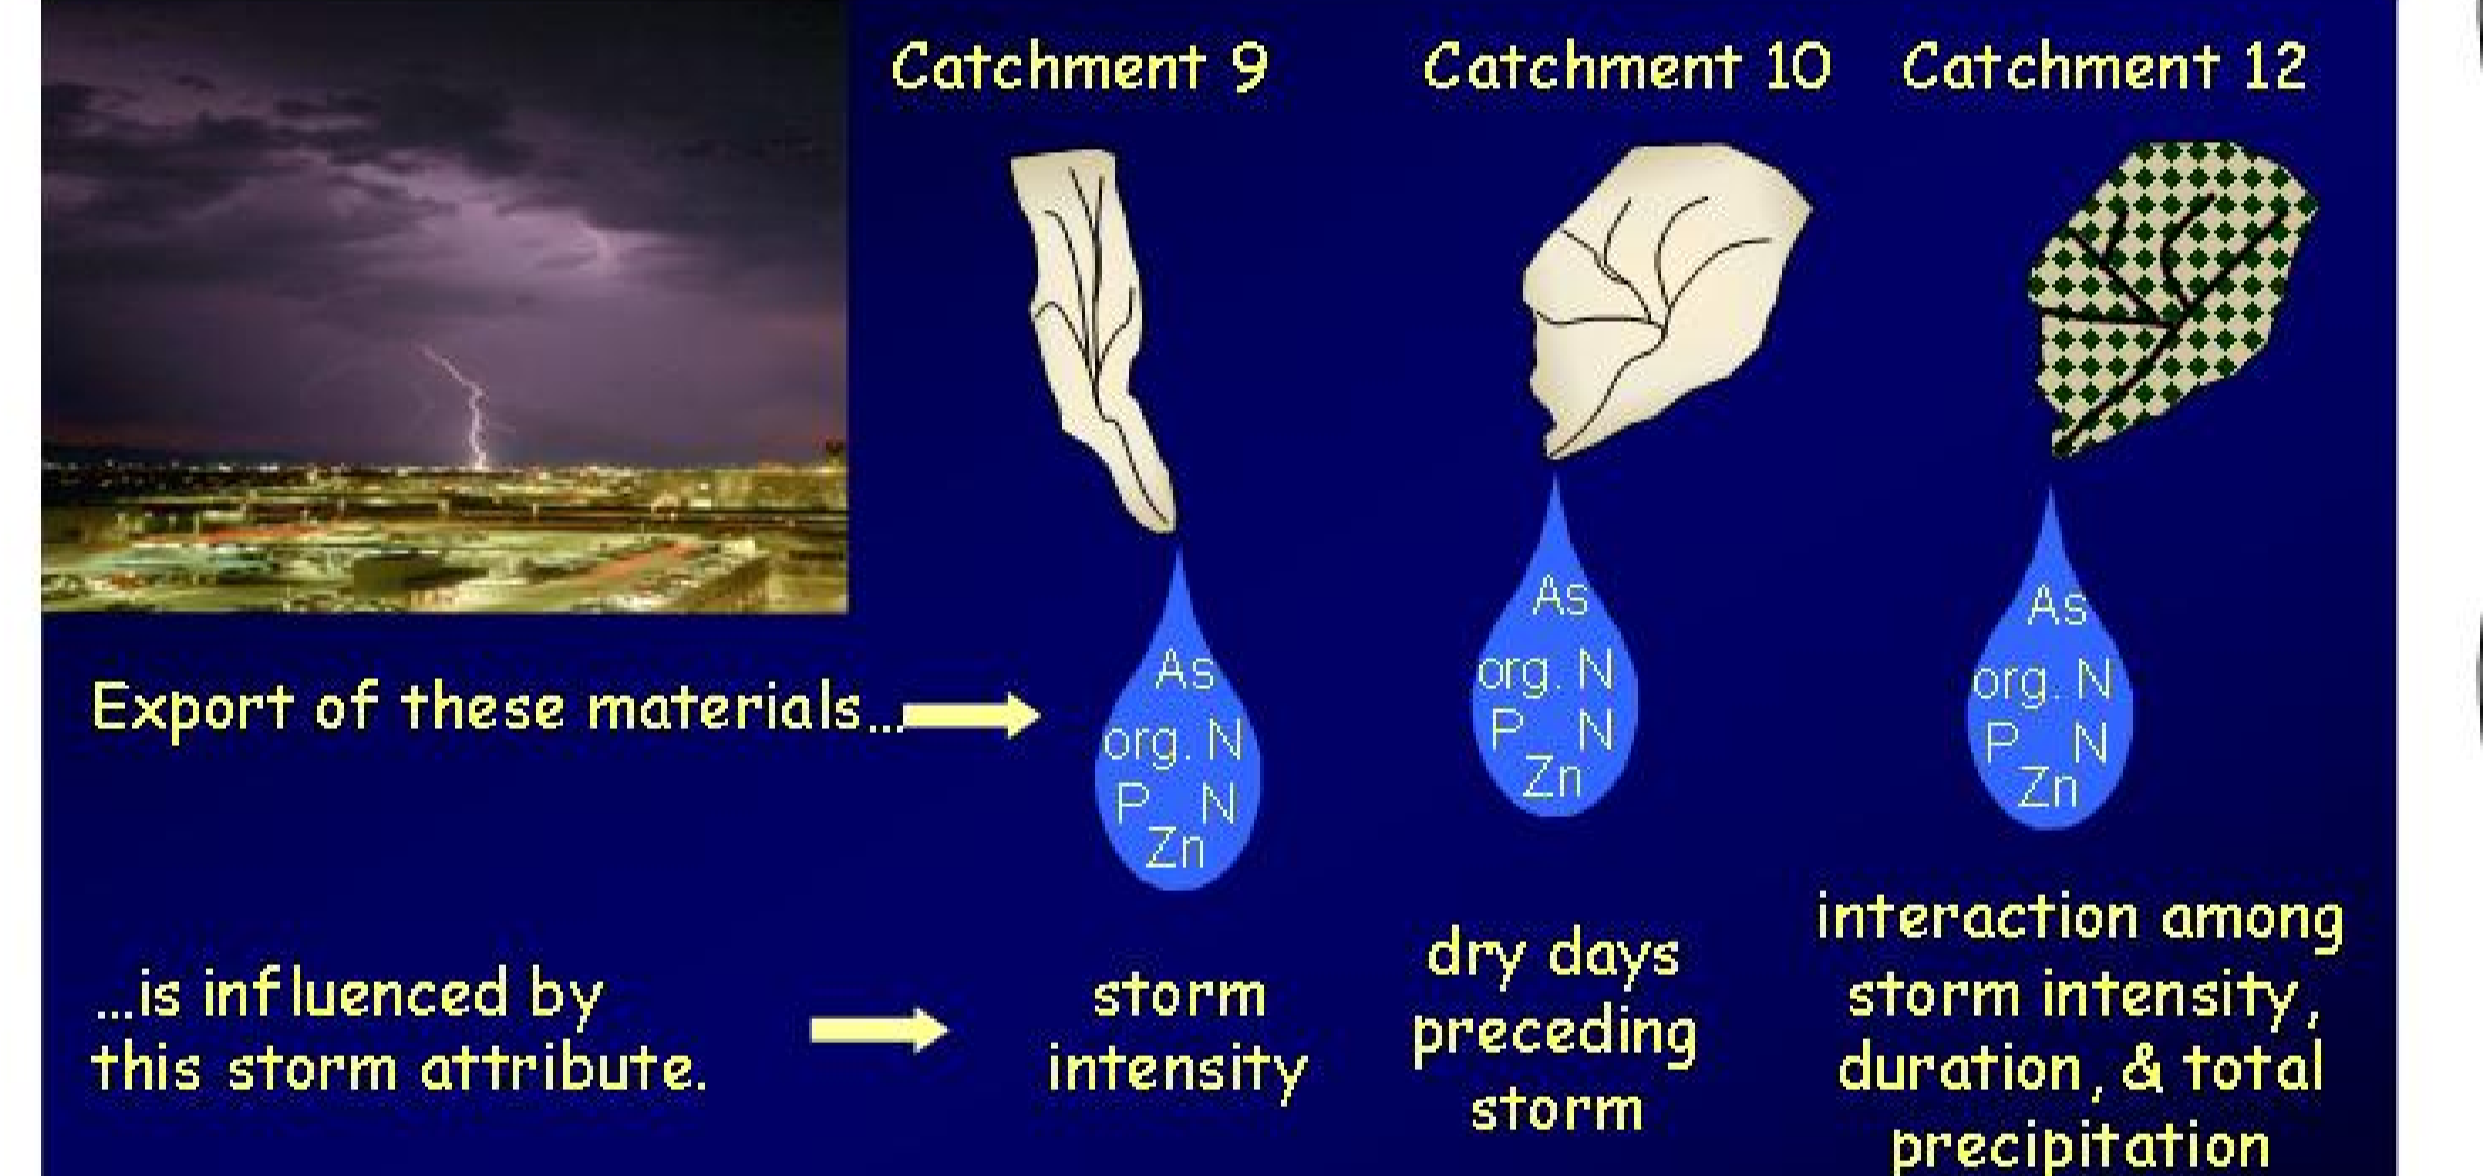 Catchment 9
Catchment 10
Catchment 12
Export of these materials...
As
org. N
P N
Zn
As
org. N
P N
Zn
As
org. N
P N
Zn
...is influenced by
this storm attribute.
storm
intensity
dry days
preceding
storm
interaction among
storm intensity,
duration, & total
precipitation